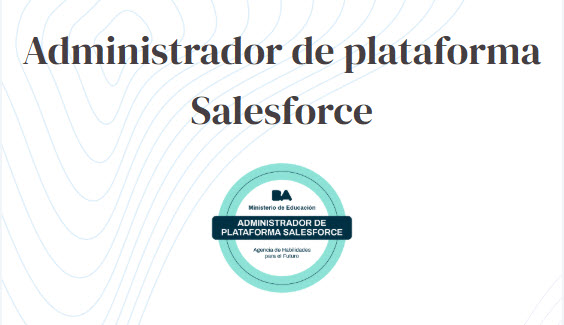 Administrador de plataforma
Salesforce
BA
Ministerio de Educación
ADMINISTRADOR DE
PLATAFORMA SALESFORCE
Agencia de Habilidades
para el Futuro